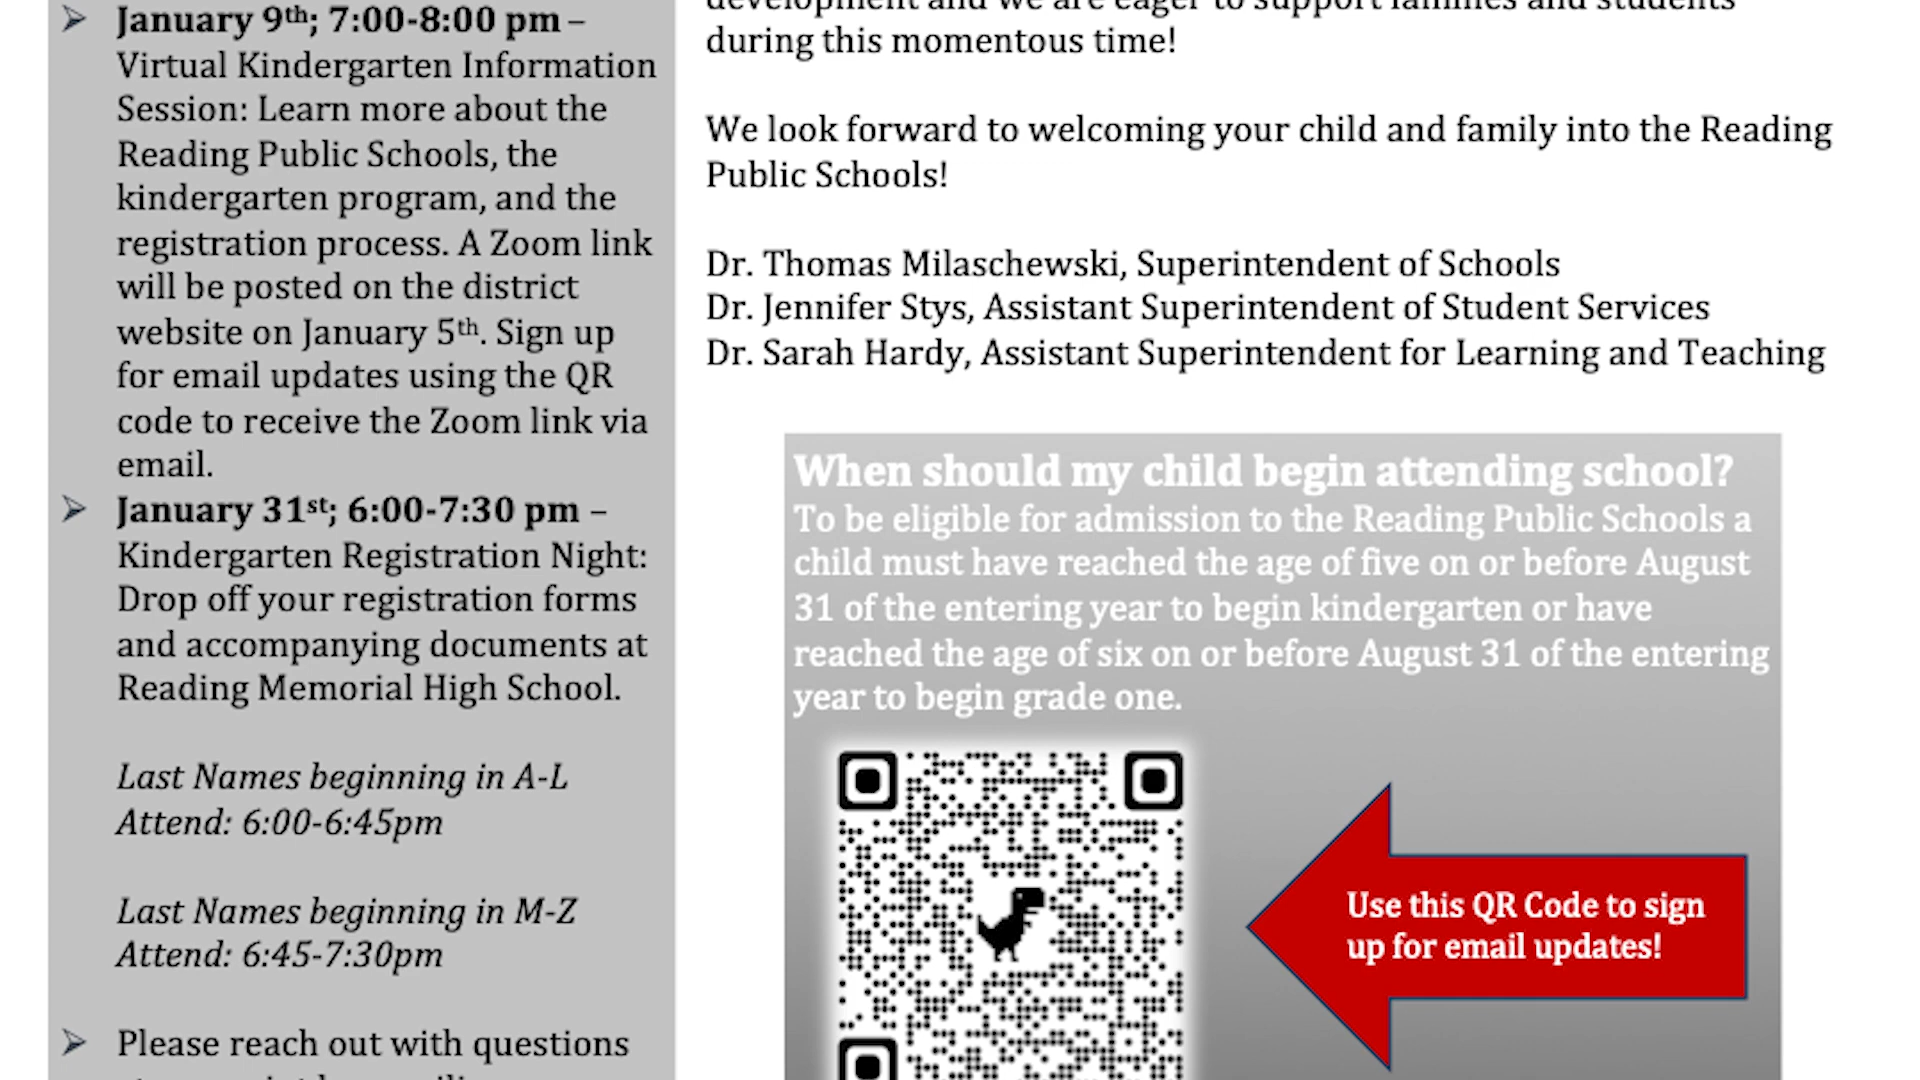 January 9th; 7:00-8:00 pm –
Virtual Kindergarten Information
Session: Learn more about the
Reading Public Schools, the
kindergarten program, and the
registration process. A Zoom link
will be posted on the district
website on January 5th. Sign up
for email updates using the QR
code to receive the Zoom link via
email.
January 31st; 6:00-7:30 pm –
Kindergarten Registration Night:
Drop off your registration forms
and accompanying documents at
Reading Memorial High School.
Last Names beginning in A-L
Attend: 6:00-6:45pm
Last Names beginning in M-Z
Attend: 6:45-7:30pm
Please reach out with questions
development and we are eager to support families and students
during this momentous time!
We look forward to welcoming your child and family into the Reading
Public Schools!
Dr. Thomas Milaschewski, Superintendent of Schools
Dr. Jennifer Stys, Assistant Superintendent of Student Services
Dr. Sarah Hardy, Assistant Superintendent for Learning and Teaching
When should my child begin attending school?
To be eligible for admission to the Reading Public Schools a
child must have reached the age of five on or before August
31 of the entering year to begin kindergarten or have
reached the age of six on or before August 31 of the entering
year to begin grade one.
Use this QR Code to sign
up for email updates!